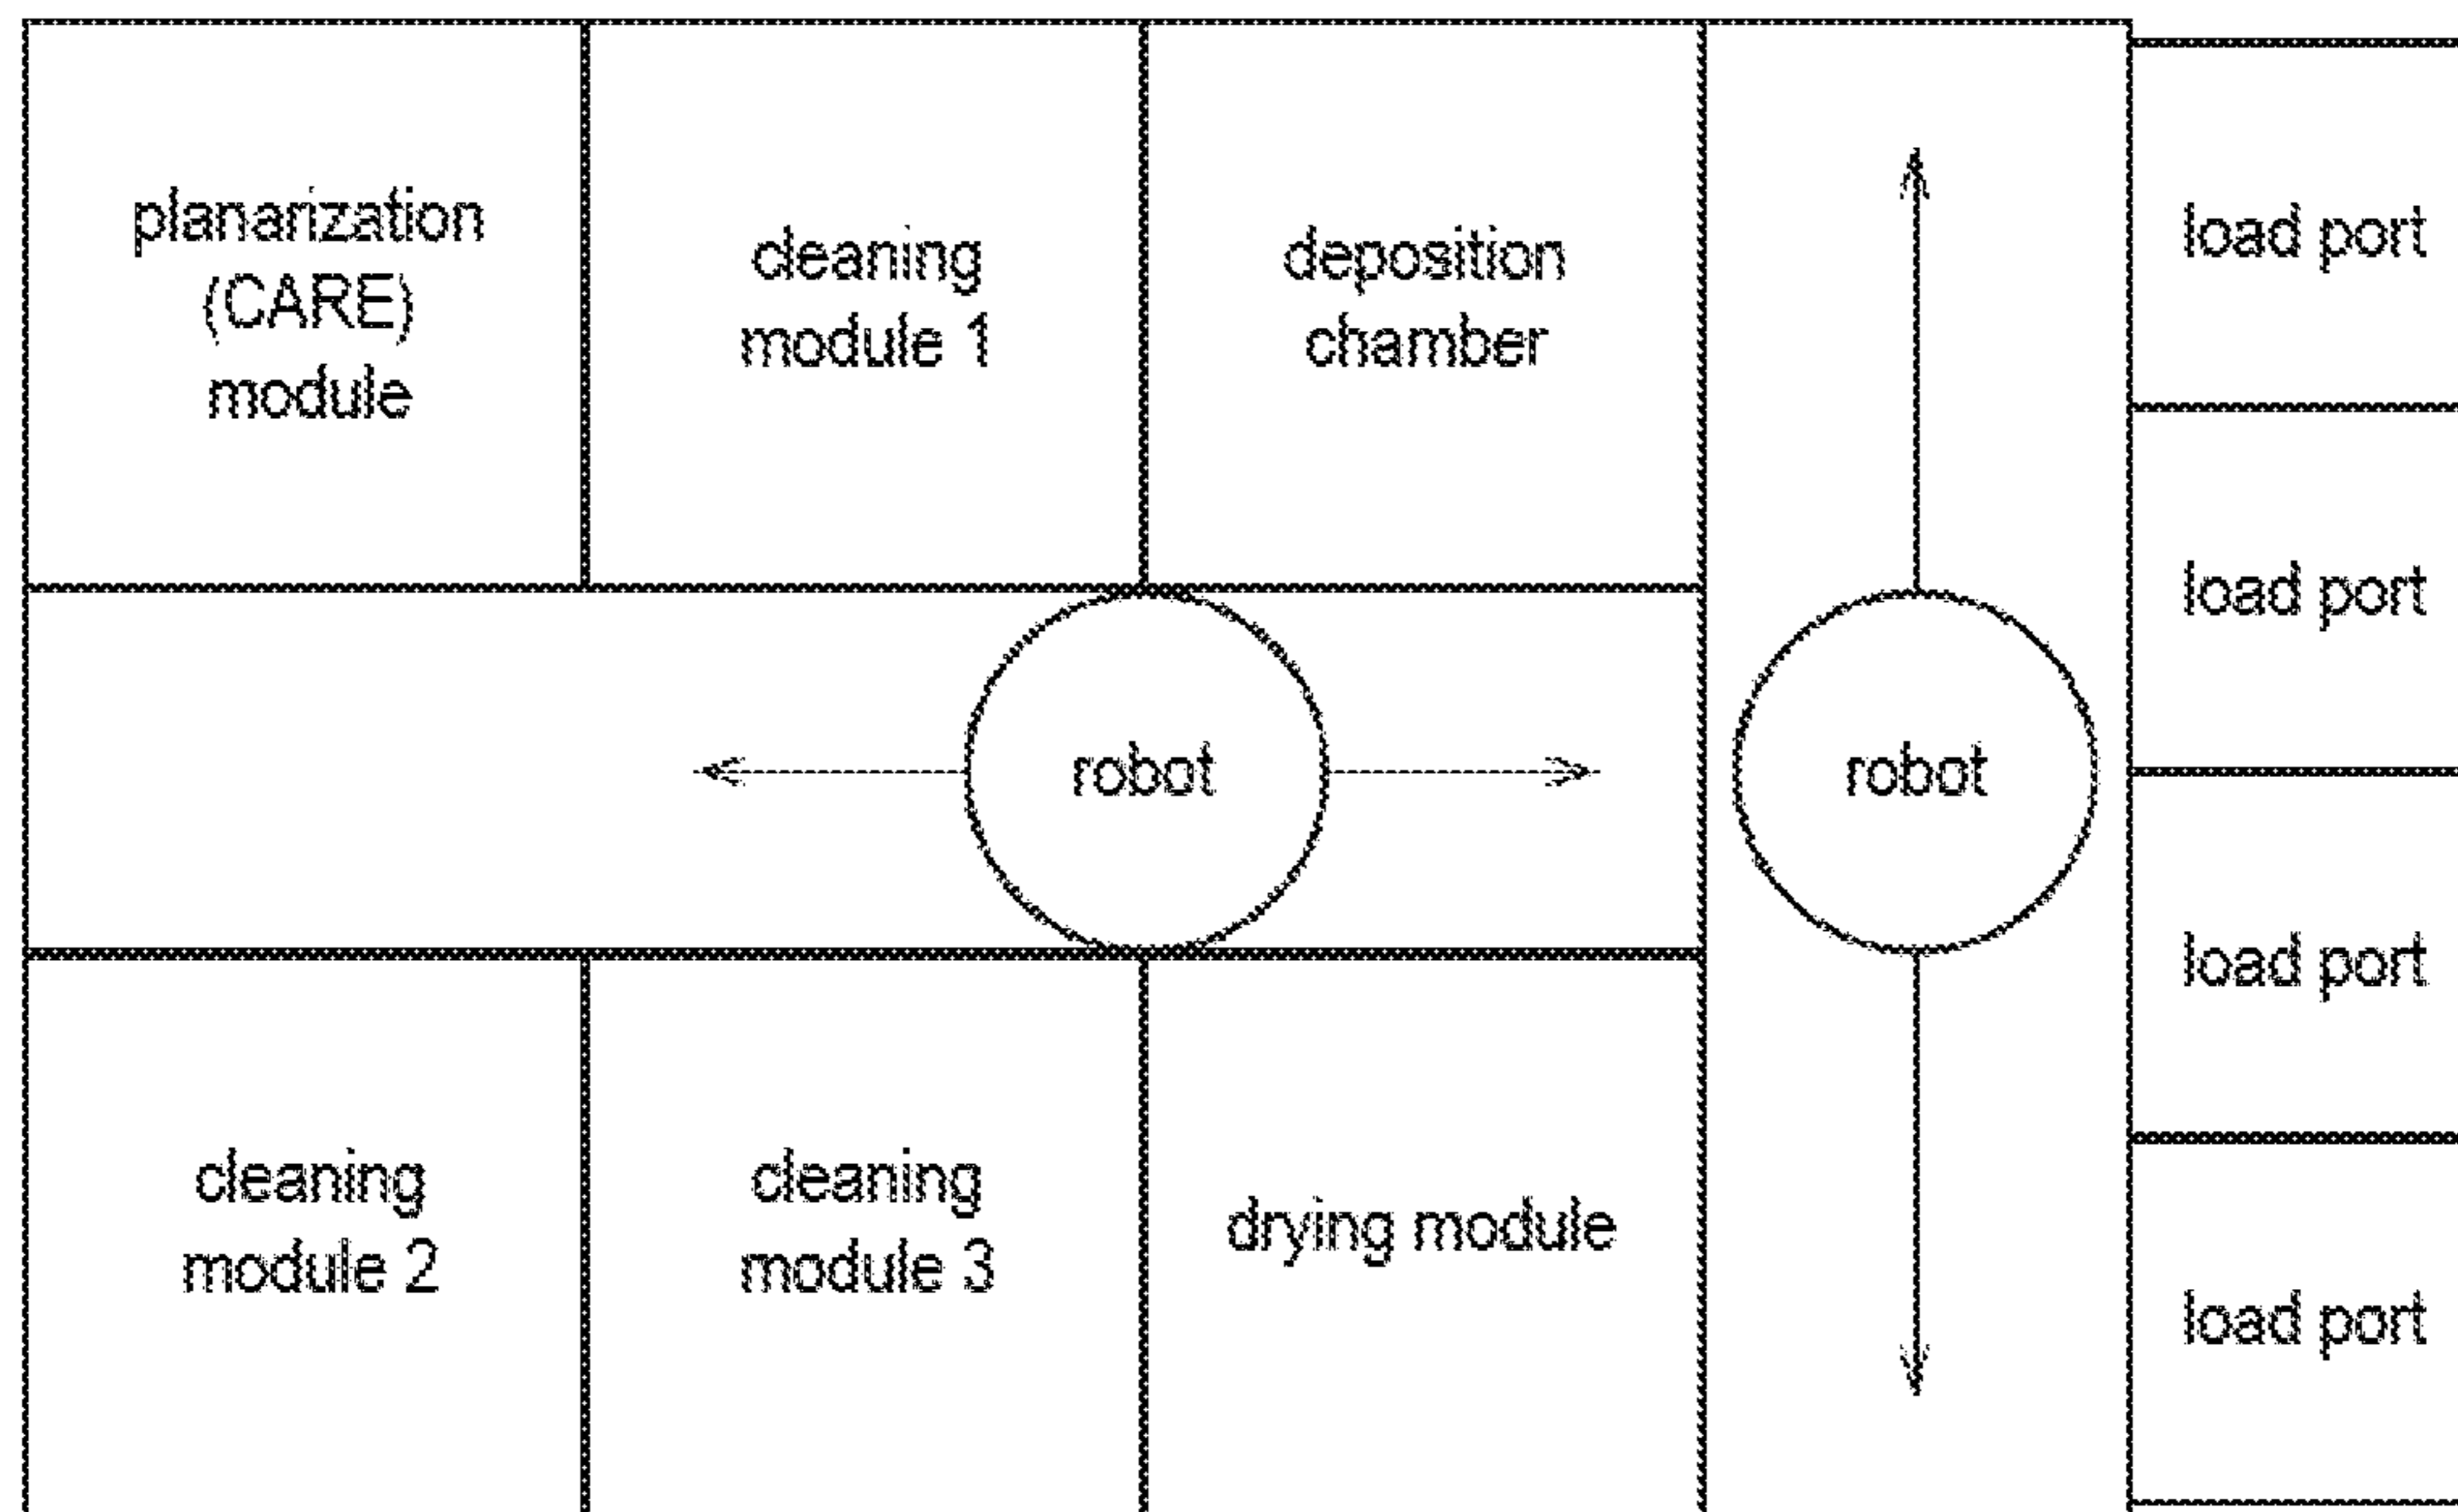 planarization
(CARE)
module
cleaning
module 1
deposition
chamber
load port
load port
robot
robot
load port
cleaning
module 2
cleaning
module 3
drying module
load port